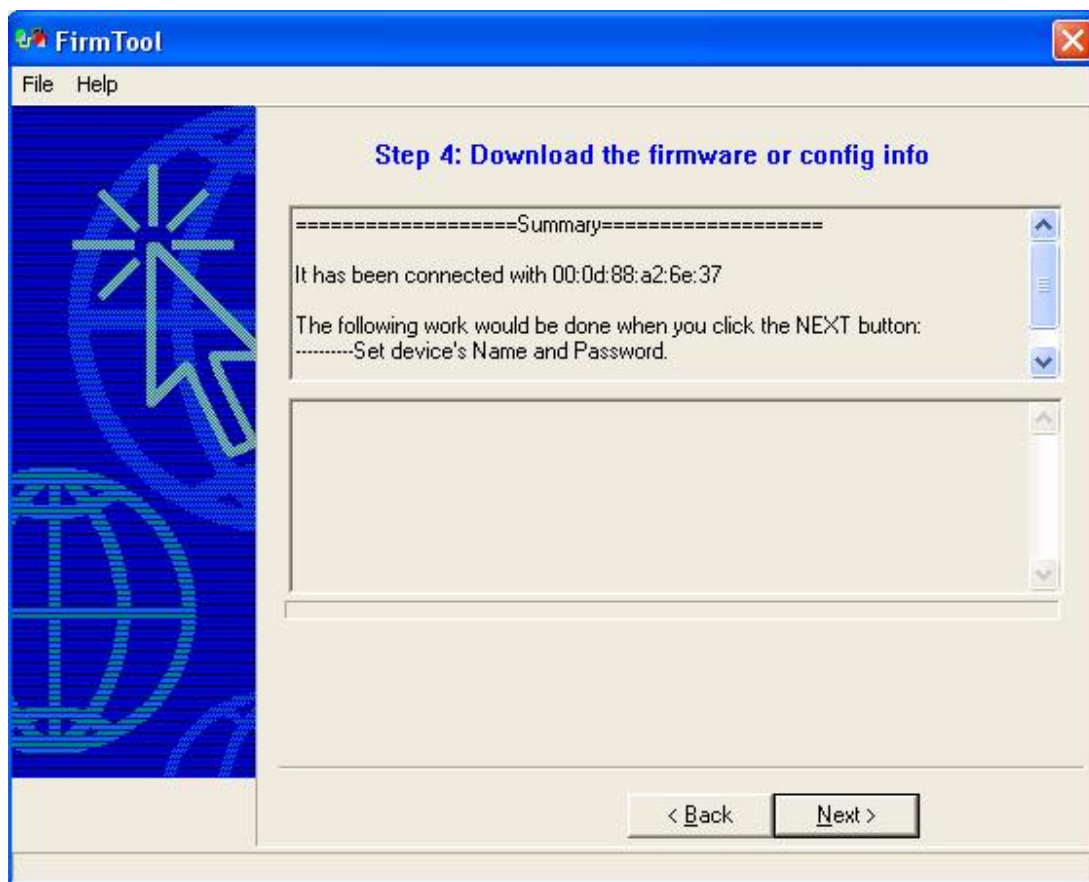 FirmTool
File Help
Step 4: Download the firmware or config info
===================Summary===================
It has been connected with 00:0d:88:a2:6e:37
The following work would be done when you click the NEXT button:
---------Set device's Name and Password.
< Back Next >